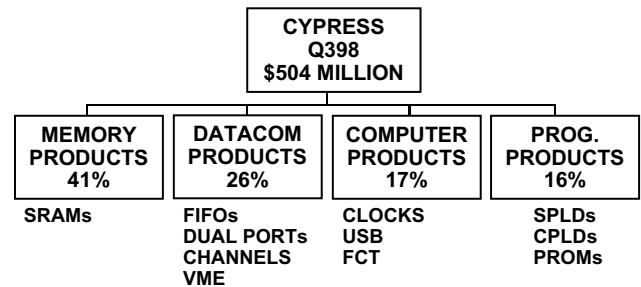 CYPRESS
Q398
$504 MILLION
MEMORY
PRODUCTS
41%
DATACOM
PRODUCTS
26%
COMPUTER
PRODUCTS
17%
PROG.
PRODUCTS
16%
SRAMs
FIFOs
DUAL PORTs
CHANNELS
VME
CLOCKS
USB
FCT
SPLDs
CPLDs
PROMs